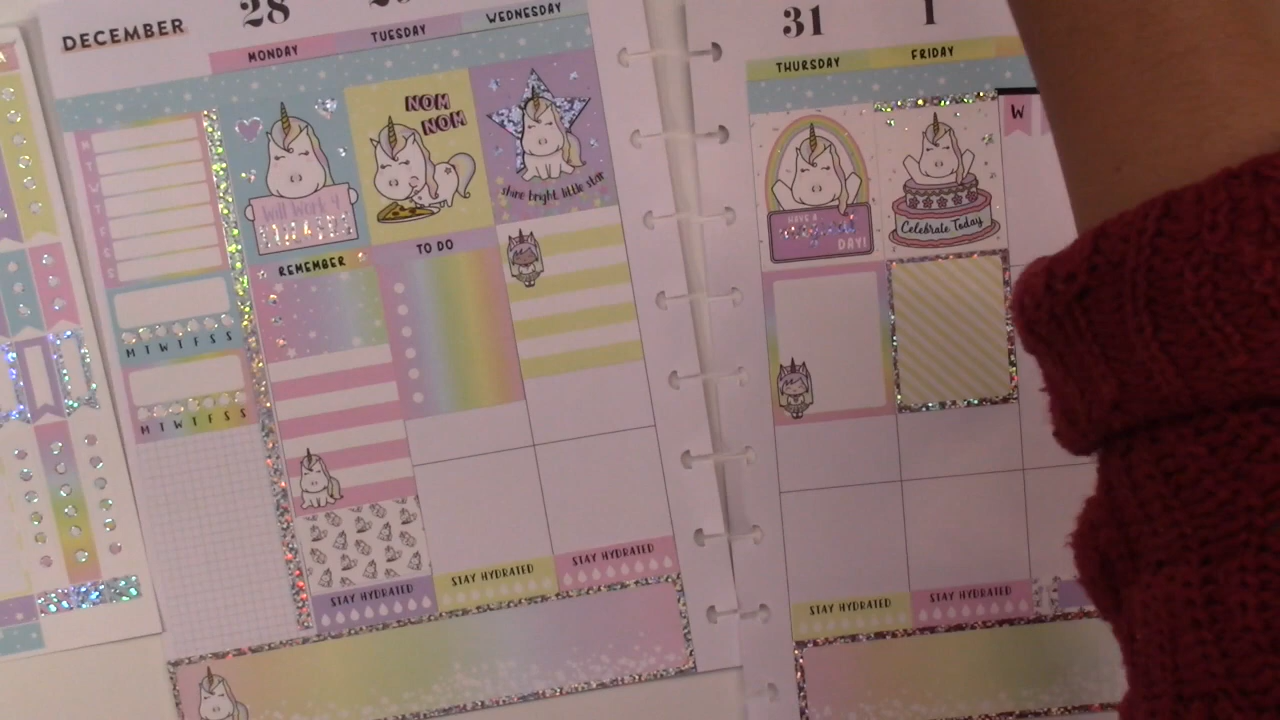 DECEMBER
28
MONDAY
TUESDAY
WEDNESDAY
31
THURSDAY
1
FRIDAY
M
T
W
T
F
S
S
Will Work 4
NOM
NOM
shine bright little star
HAVE A
magical
DAY!
Celebrate Today
W
REMEMBER
TO DO
M T W T F S S
M T W T F S S
STAY HYDRATED
STAY HYDRATED
STAY HYDRATED
STAY HYDRATED
STAY HYDRATED